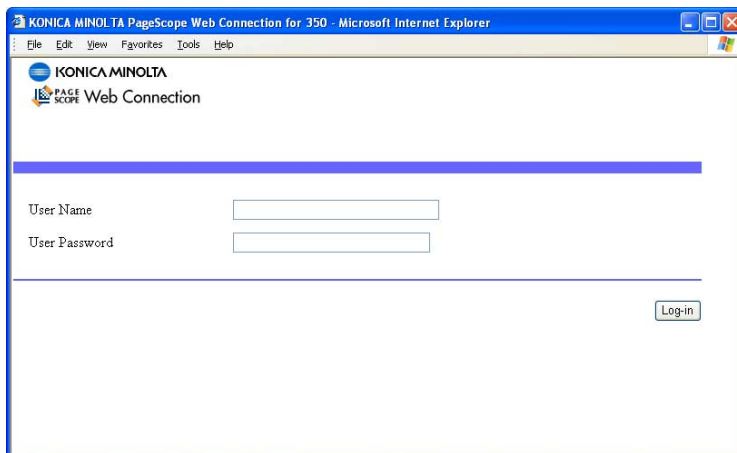 KONICA MINOLTA PageScope Web Connection for 350 - Microsoft Internet Explorer
File Edit View Favorites Tools Help
KONICA MINOLTA
PAGE SCOPE Web Connection
User Name
User Password
Log-in